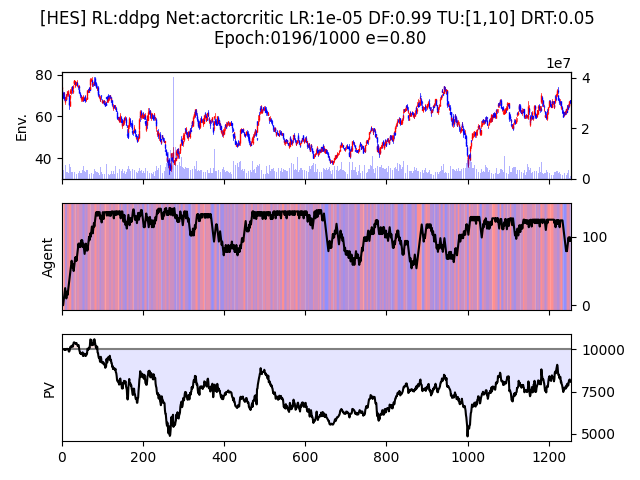 [HES] RL:ddpg Net:actorcritic LR:1e-05 DF:0.99 TU:[1,10] DRT:0.05
Epoch:0196/1000 e=0.80
1e7
80
60
40
Env.
4
2
0
Agent
100
0
PV
10000
7500
5000
0 200 400 600 800 1000 1200